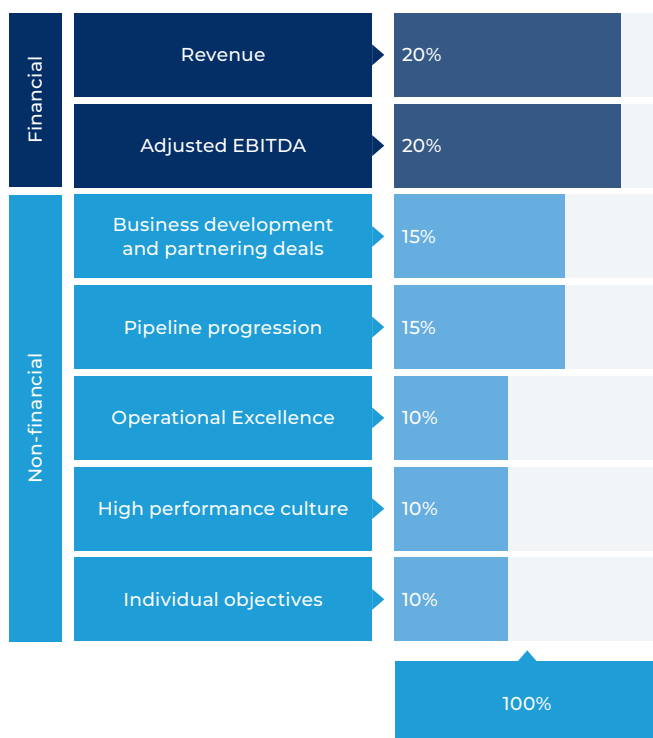 Financial
Revenue
20%
Adjusted EBITDA
20%
Non-financial
Business development
and partnering deals
15%
Pipeline progression
15%
Operational Excellence
10%
High performance culture
10%
Individual objectives
10%
100%